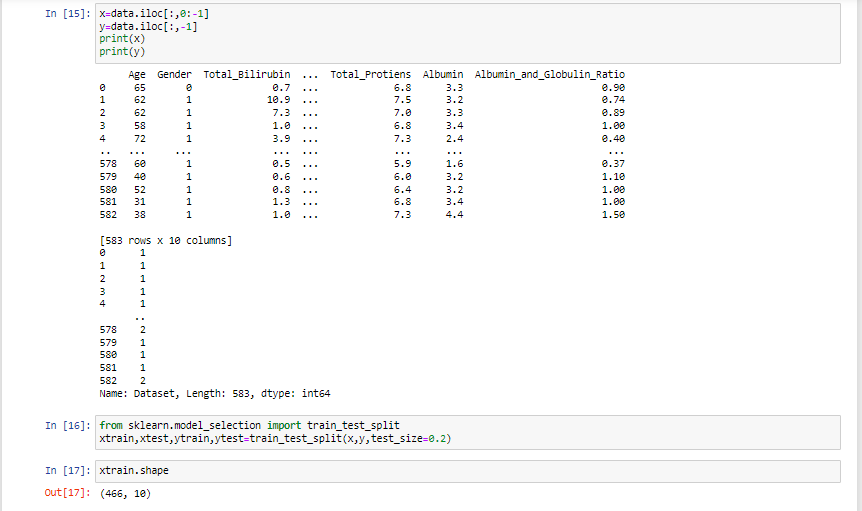 In [15]: x=data.iloc[:,0:-1]
y=data.iloc[:,-1]
print(x)
print(y)
Age Gender Total_Bilirubin ... Total_Protiens Albumin Albumin_and_Globulin_Ratio
0 65 0 0.7 ... 6.8 3.3 0.90
1 62 1 10.9 ... 7.5 3.2 0.74
2 62 1 7.3 ... 7.0 3.3 0.89
3 58 1 1.0 ... 6.8 3.4 1.00
4 72 1 3.9 ... 7.3 2.4 0.40
.. ... ... ... ... ... ... ...
578 60 1 0.5 ... 5.9 1.6 0.37
579 40 1 0.6 ... 6.0 3.2 1.10
580 52 1 0.8 ... 6.4 3.2 1.00
581 31 1 1.3 ... 6.8 3.4 1.00
582 38 1 1.0 ... 7.3 4.4 1.50
[583 rows x 10 columns]
0 1
1 1
2 1
3 1
4 1
..
578 2
579 1
580 1
581 1
582 2
Name: Dataset, Length: 583, dtype: int64
In [16]: from sklearn.model_selection import train_test_split
xtrain,xtest,ytrain,ytest=train_test_split(x,y,test_size=0.2)
In [17]: xtrain.shape
Out[17]: (466, 10)